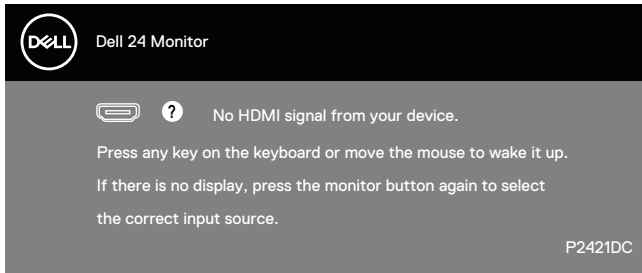 DELL Dell 24 Monitor
? No HDMI signal from your device.
Press any key on the keyboard or move the mouse to wake it up.
If there is no display, press the monitor button again to select
the correct input source.
P2421DC